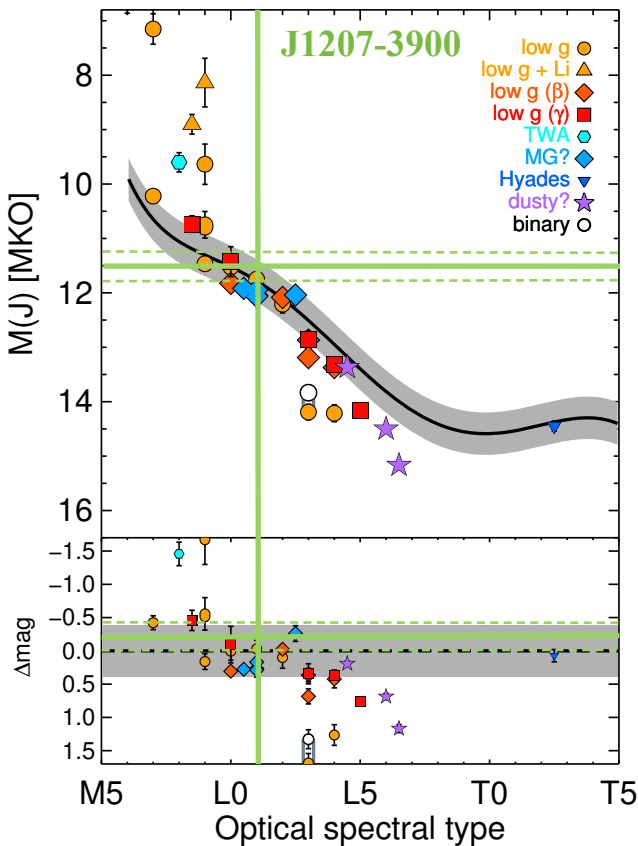 J1207-3900
low g
low g + Li
low g (β)
low g (γ)
TWA
MG?
Hyades
dusty?
binary
8
10
12
14
16
M(J) [MKO]
−1.5
−1.0
−0.5
0.0
0.5
1.0
1.5
Δmag
M5 L0 L5 T0 T5
Optical spectral type